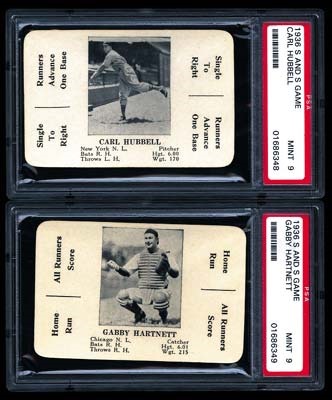 Single
To
Right
Runners
Advance
One Base
Runners
Advance
One Base
Single
To
Right
CARL HUBBELL
New York N. L. Pitcher
Bats R. H. Hgt. 6.00
Throws L. H. Wgt. 170
1936 S AND S GAME
CARL HUBBELL
MINT 9
01686348
PSA
Home
Run
All Runners
Score
All Runners
Score
Home
Run
GABBY HARTNETT
Chicago N. L. Catcher
Bats R. H. Hgt. 6.01
Throws R. H. Wgt. 215
1936 S AND S GAME
GABBY HARTNETT
MINT 9
01686349
PSA